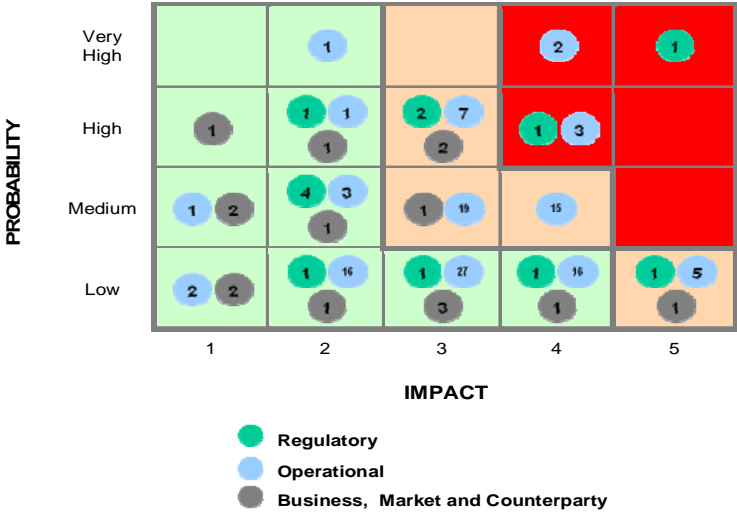 Very
High
1
2
1
PROBABILITY
High
1
1 1
1
2 7
2
1 3
Medium
1 2
4 3
1
1 19
15
Low
2 2
1 16
1
1 27
3
1 16
1
1 5
1
1 2 3 4 5
IMPACT
Regulatory
Operational
Business, Market and Counterparty